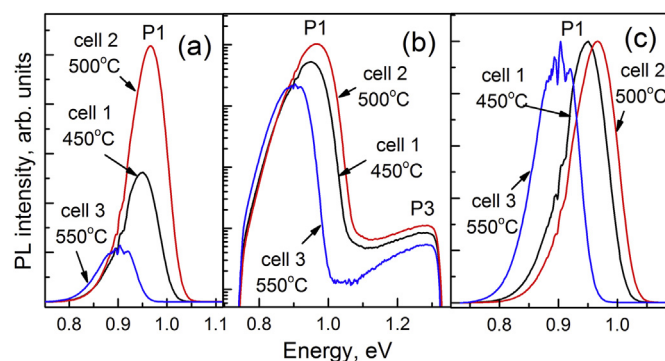 PL intensity, arb. units
P1
(a)
cell 2
500°C
cell 1
450°C
cell 3
550°C
0.8
0.9
1.0
1.1
P1
(b)
cell 2
500°C
cell 1
450°C
P3
cell 3
550°C
0.8
1.0
1.2
P1
(c)
cell 1
450°C
cell 2
500°C
cell 3
550°C
0.8
0.9
1.0
Energy, eV